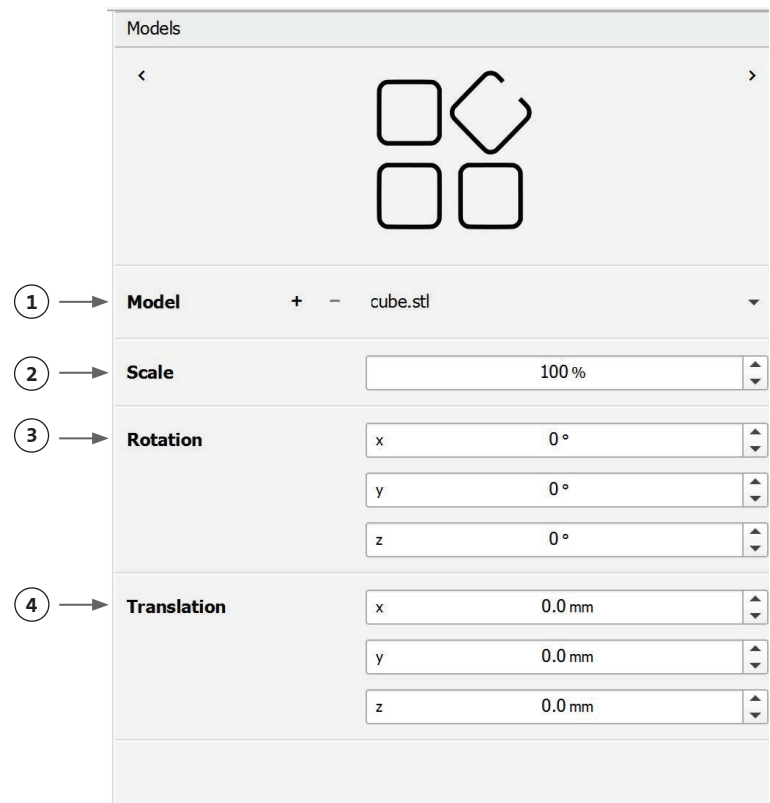 Models
< >
1 Model + − cube.stl
2 Scale 100 %
3 Rotation x 0 °
y 0 °
z 0 °
4 Translation x 0.0 mm
y 0.0 mm
z 0.0 mm